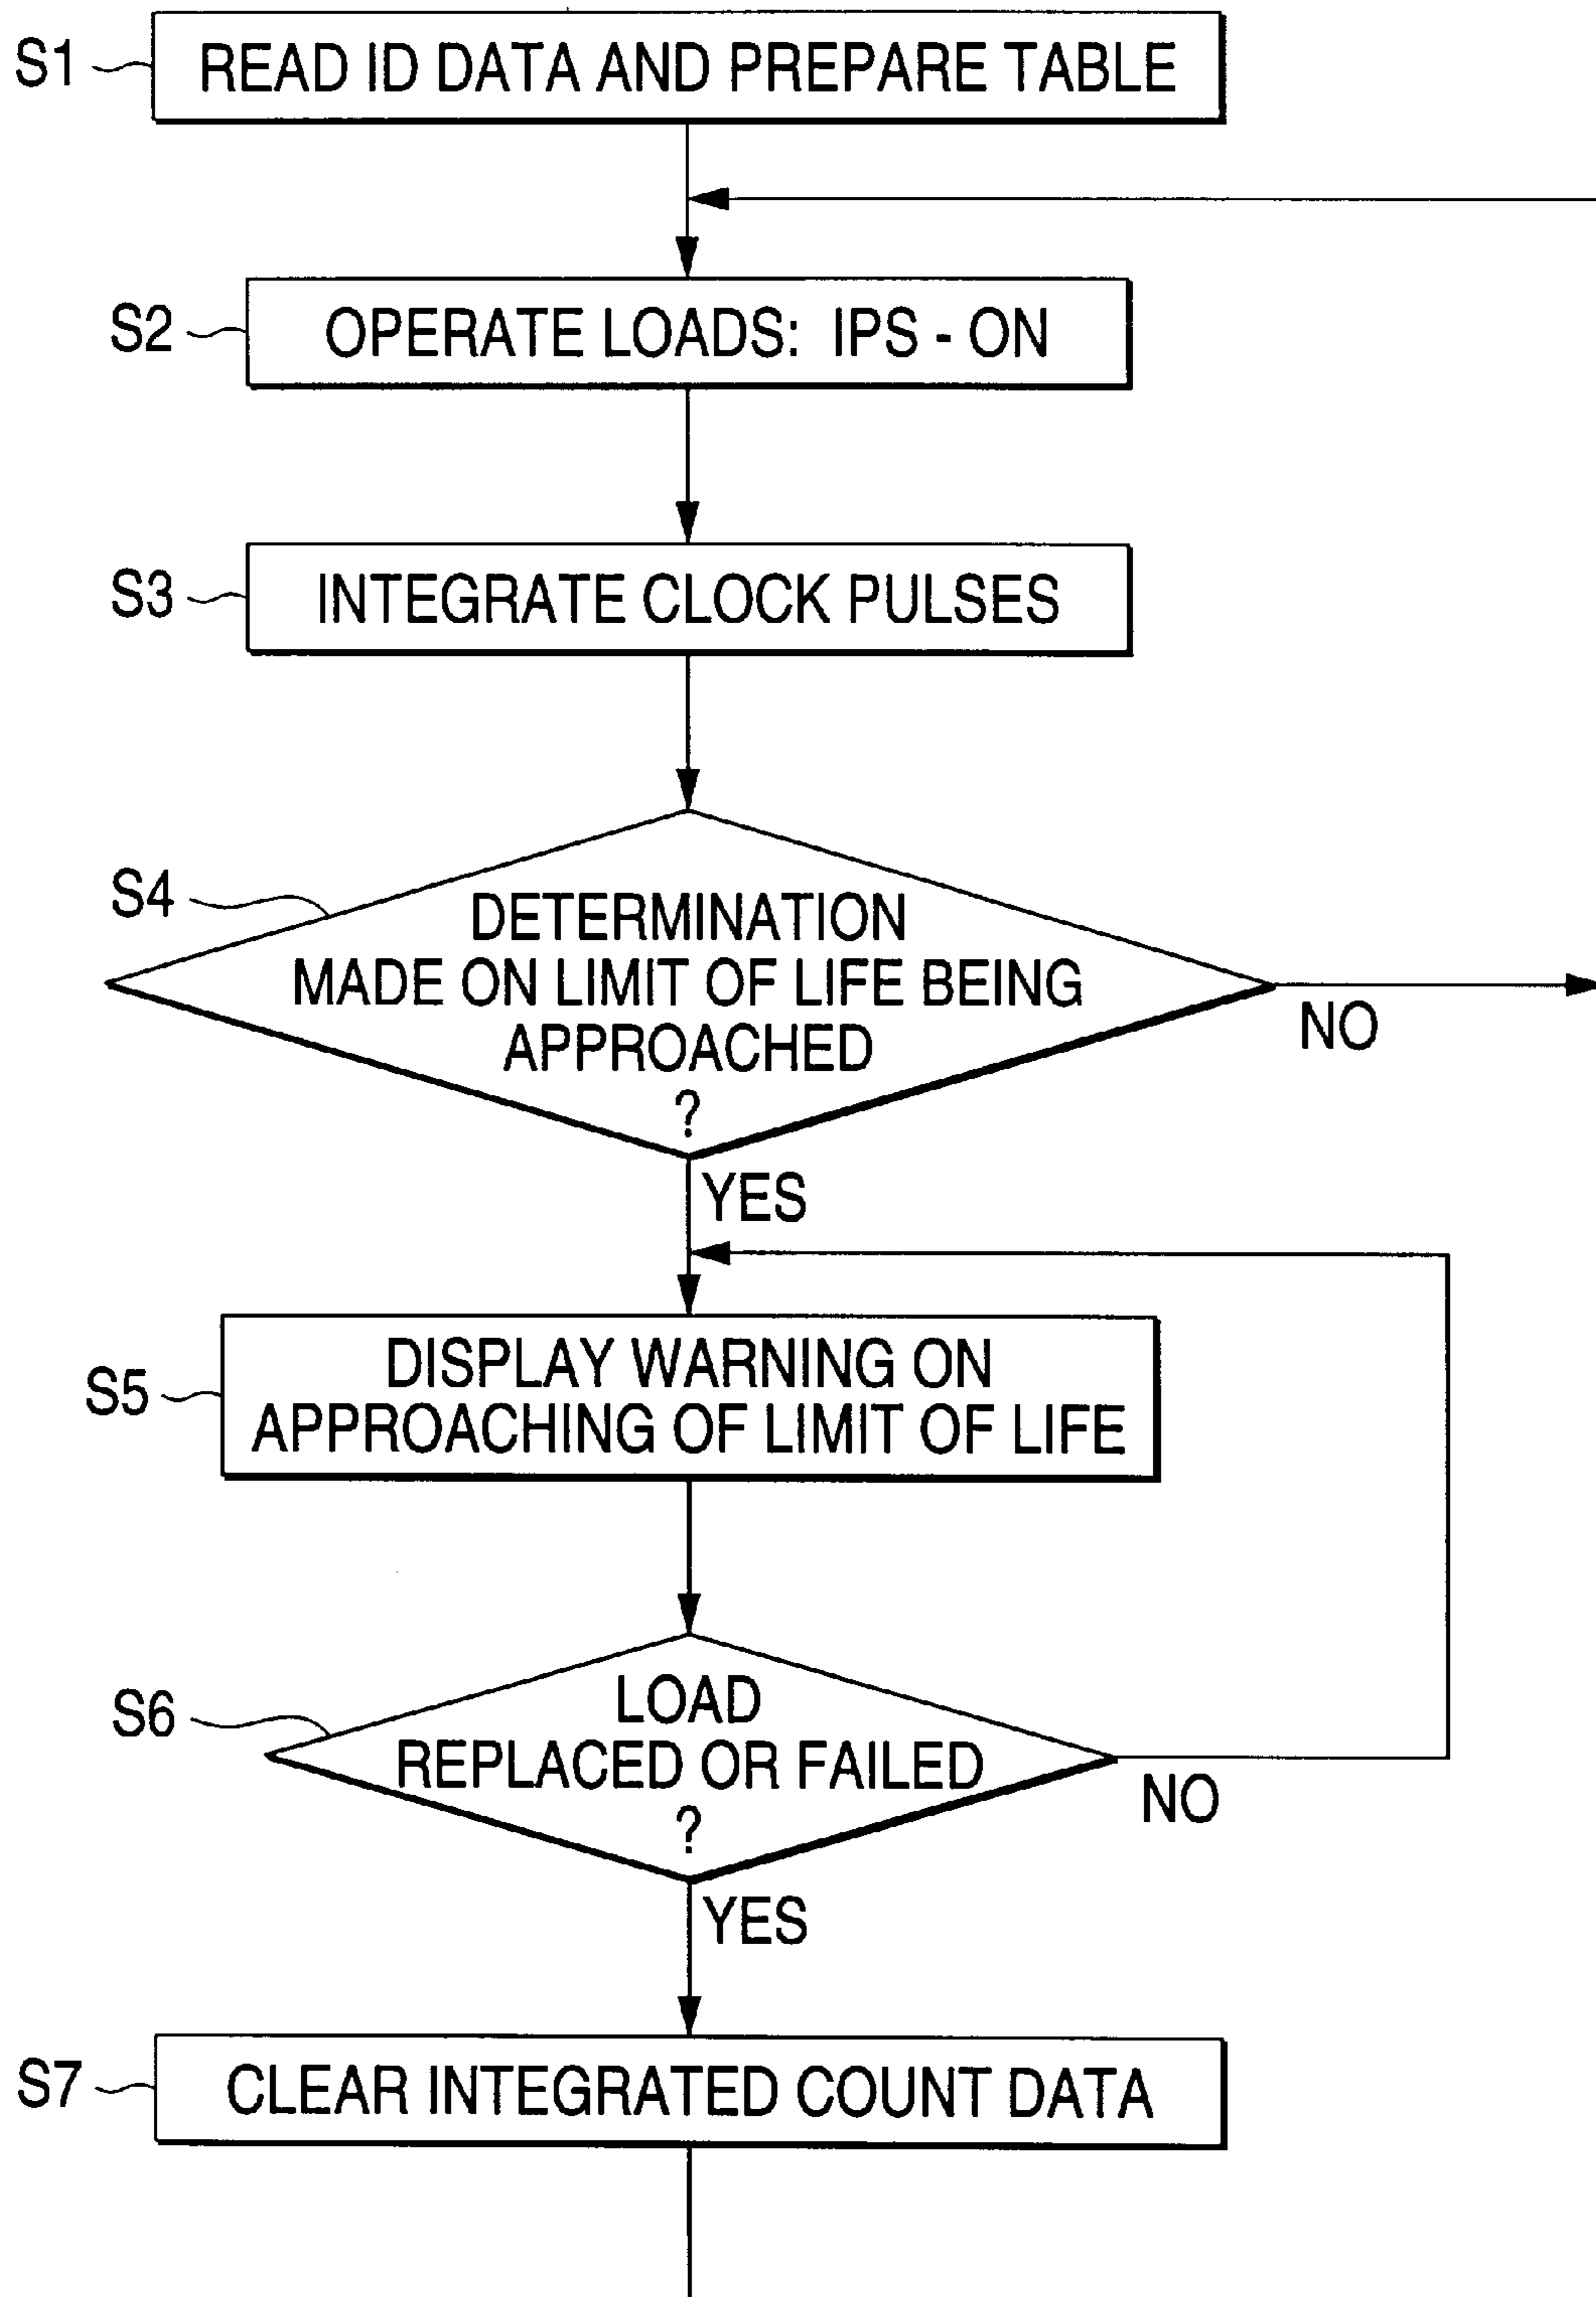 S1
READ ID DATA AND PREPARE TABLE
S2
OPERATE LOADS: IPS - ON
S3
INTEGRATE CLOCK PULSES
S4
DETERMINATION
MADE ON LIMIT OF LIFE BEING
APPROACHED
?
NO
YES
S5
DISPLAY WARNING ON
APPROACHING OF LIMIT OF LIFE
S6
LOAD
REPLACED OR FAILED
?
NO
YES
S7
CLEAR INTEGRATED COUNT DATA